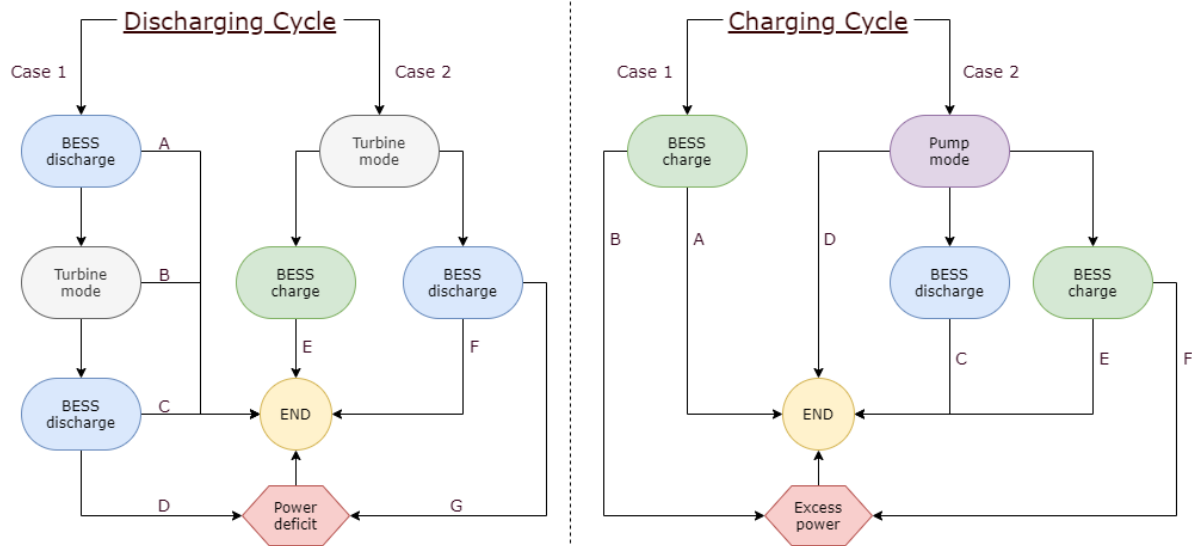 Discharging Cycle
Case 1
Case 2
BESS
discharge
A
Turbine
mode
Turbine
mode
B
BESS
charge
BESS
discharge
E
F
BESS
discharge
C
END
D
Power
deficit
G
Charging Cycle
Case 1
Case 2
BESS
charge
Pump
mode
B
A
D
BESS
discharge
BESS
charge
C
E
F
END
Excess
power